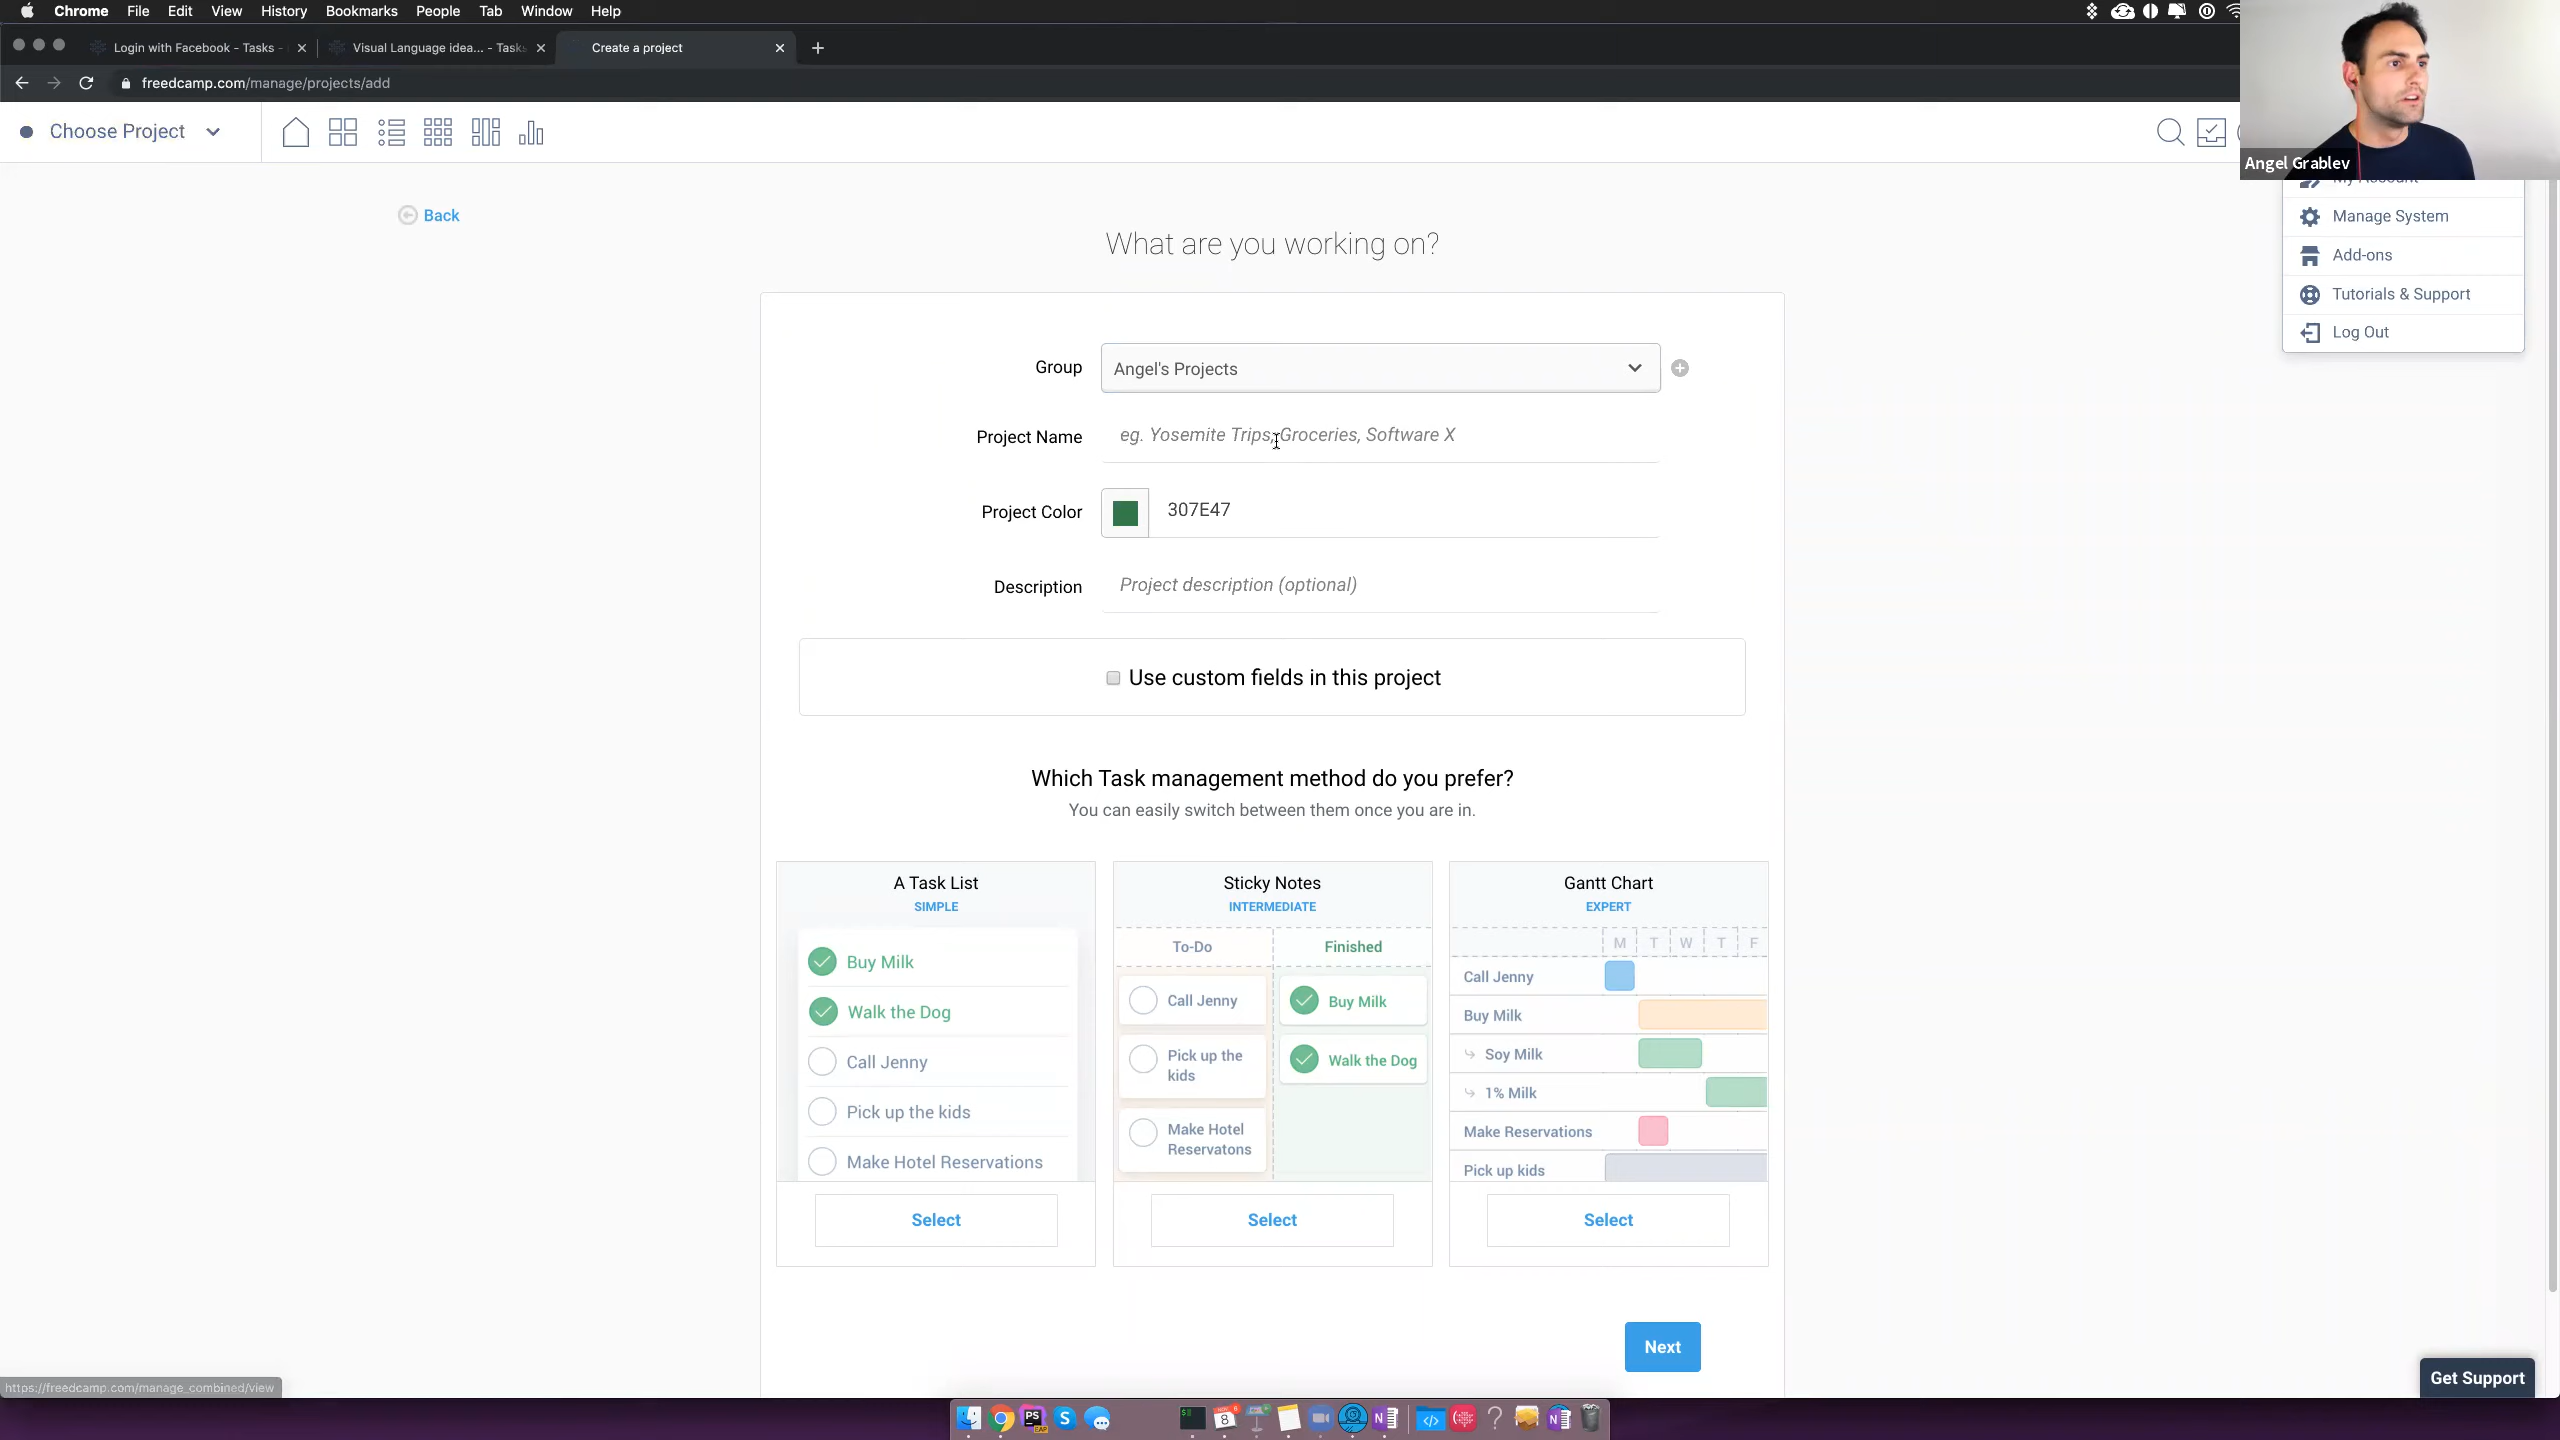 Chrome File Edit View History Bookmarks People Tab Window Help
Login with Facebook - Tasks -
Visual Language idea... - Tasks
Create a project
freedcamp.com/manage/projects/add
Choose Project
Angel Grablev
My Account
Manage System
Add-ons
Tutorials & Support
Log Out
Back
What are you working on?
Group
Angel's Projects
Project Name
eg. Yosemite Trips, Groceries, Software X
Project Color
307E47
Description
Project description (optional)
Use custom fields in this project
Which Task management method do you prefer?
You can easily switch between them once you are in.
A Task List
SIMPLE
Buy Milk
Walk the Dog
Call Jenny
Pick up the kids
Make Hotel Reservations
Select
Sticky Notes
INTERMEDIATE
To-Do
Finished
Call Jenny
Pick up the
kids
Make Hotel
Reservatons
Buy Milk
Walk the Dog
Select
Gantt Chart
EXPERT
M T W T F
Call Jenny
Buy Milk
Soy Milk
1% Milk
Make Reservations
Pick up kids
Select
Next
Get Support
https://freedcamp.com/manage_combined/view